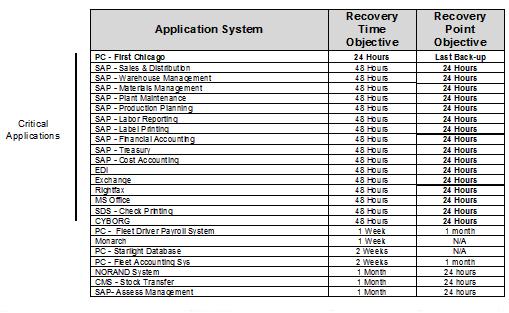 Application System Recovery Time Objective Recovery Point Objective
PC - First Chicago 24 Hours Last Back-up
SAP - Sales & Distribution 48 Hours 24 Hours
SAP - Warehouse Management 48 Hours 24 Hours
SAP - Materials Management 48 Hours 24 Hours
SAP - Plant Maintenance 48 Hours 24 Hours
SAP - Production Planning 48 Hours 24 Hours
SAP - Labor Reporting 48 Hours 24 Hours
Critical Applications
SAP - Label Printing 48 Hours 24 Hours
SAP - Financial Accounting 48 Hours 24 Hours
SAP - Treasury 48 Hours 24 Hours
SAP - Cost Accounting 48 Hours 24 Hours
EDI 48 Hours 24 Hours
Exchange 48 Hours 24 Hours
Rightfax 48 Hours 24 Hours
MS Office 48 Hours 24 Hours
SDS - Check Printing 48 Hours 24 Hours
CYBORG 48 Hours 24 Hours
PC - Fleet Driver Payroll System 1 Week 1 month
Monarch 1 Week N/A
PC - Starlight Database 2 Weeks N/A
PC - Fleet Accounting Sys 2 Weeks 1 month
NORAND System 1 Month 24 hours
CMS - Stock Transfer 1 Month 24 hours
SAP- Assess Management 1 Month 24 hours